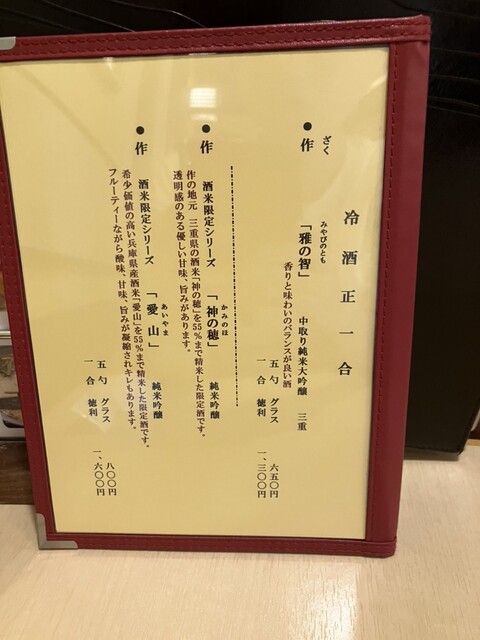 冷酒正一合
ざく
みやびのとも
●作 「雅の智」 中取り純米大吟醸 三重
香りと味わいのバランスが良い酒
五勺 グラス 六五〇円
一合 徳利 一、三〇〇円
かみのほ
●作 酒米限定シリーズ 「神の穂」 純米吟醸
作の地元 三重県の酒米「神の穂」を55%まで精米した限定酒です。
透明感のある優しい甘味、旨みがあります。
あいやま
●作 酒米限定シリーズ 「愛山」 純米吟醸
希少価値の高い兵庫県産酒米「愛山」を55%まで精米した限定酒です。
フルーティーながら酸味、甘味、旨みが凝縮されキレもあります。
五勺 グラス 八〇〇円
一合 徳利 一、六〇〇円